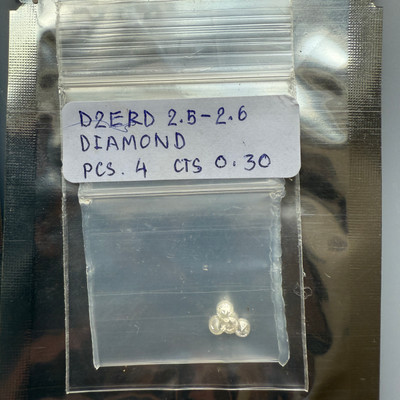 D2ERD 2.5-2.6
DIAMOND
PCS. 4 CTS 0.30